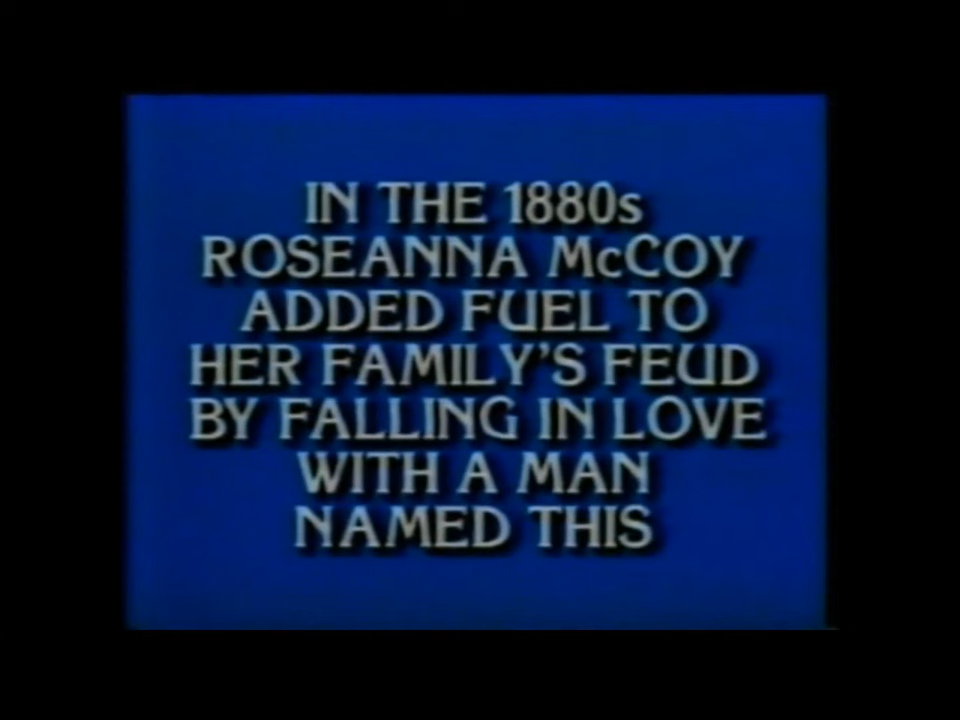 IN THE 1880s
ROSEANNA McCOY
ADDED FUEL TO
HER FAMILY'S FEUD
BY FALLING IN LOVE
WITH A MAN
NAMED THIS